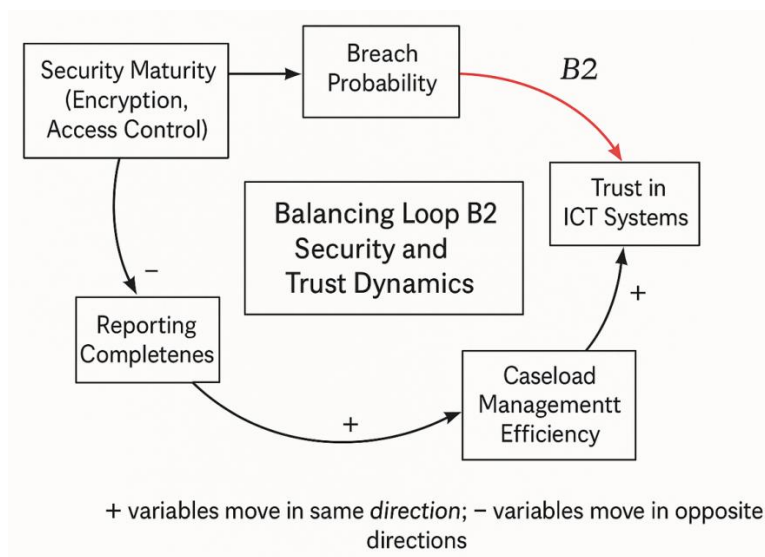 Security Maturity
(Encryption,
Access Control)
Breach
Probability
B2
Trust in
ICT Systems
Balancing Loop B2
Security and
Trust Dynamics
–
Reporting
Completenes
+
Caseload
Managementt
Efficiency
+
+ variables move in same direction; – variables move in opposite
directions